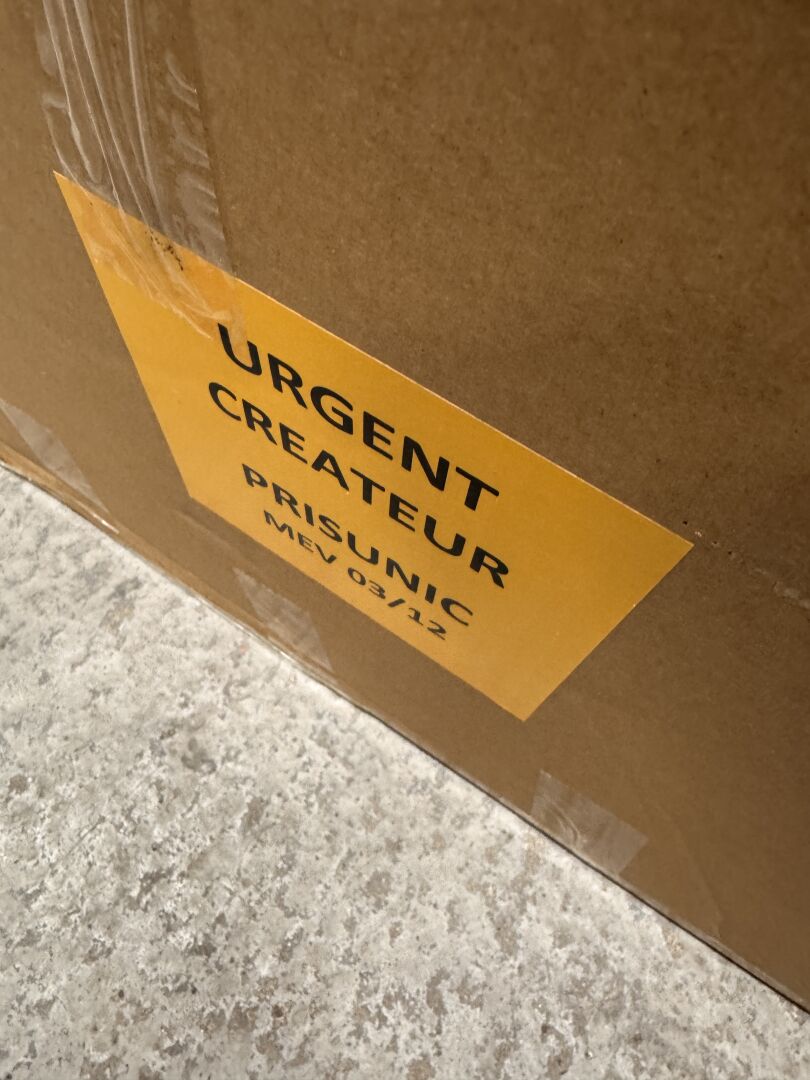 URGENT
CREATEUR
PRISUNIC
MEV 03/12